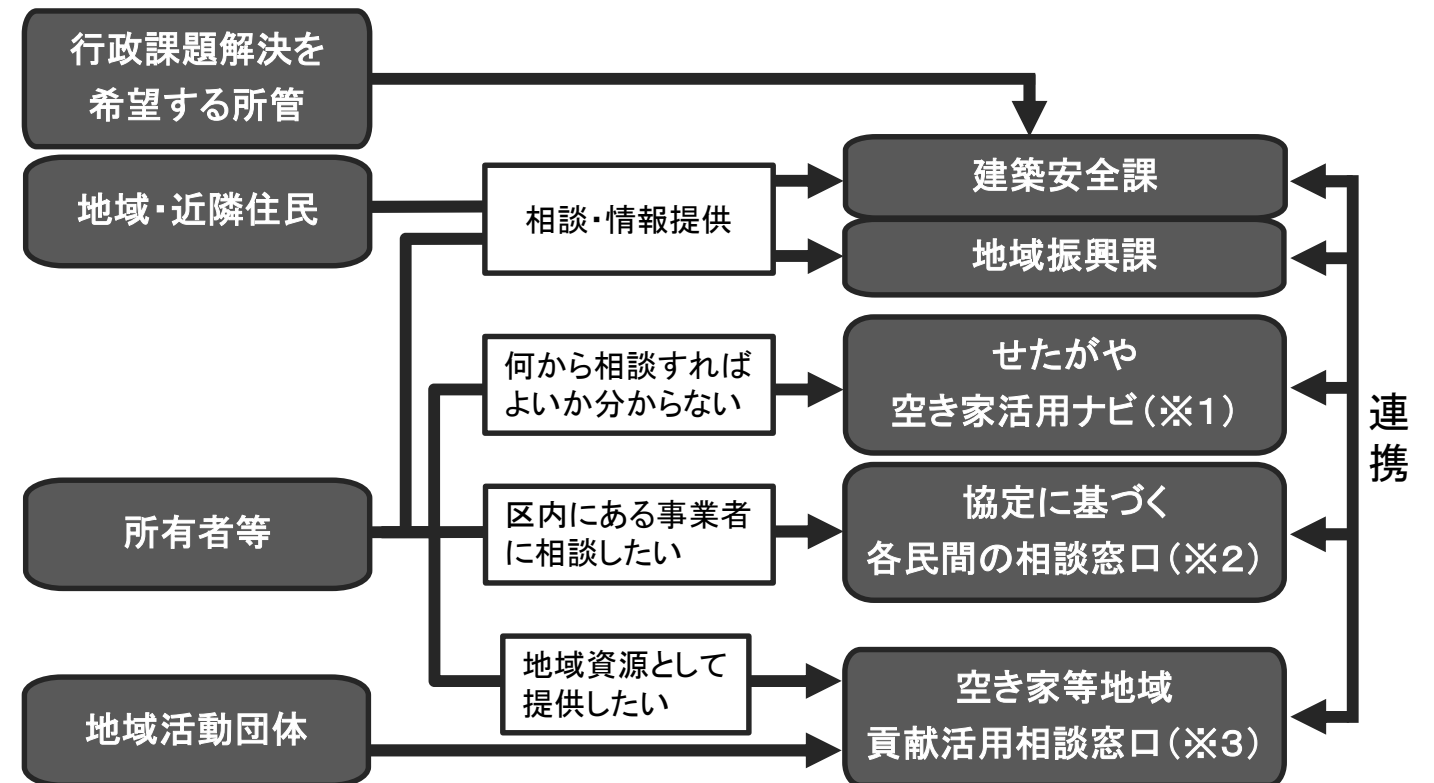 行政課題解決を
希望する所管
地域・近隣住民
相談・情報提供
建築安全課
地域振興課
何から相談すれば
よいか分からない
せたがや
空き家活用ナビ(※1)
所有者等
区内にある事業者
に相談したい
協定に基づく
各民間の相談窓口(※2)
地域資源として
提供したい
地域活動団体
空き家等地域
貢献活用相談窓口(※3)
連
携